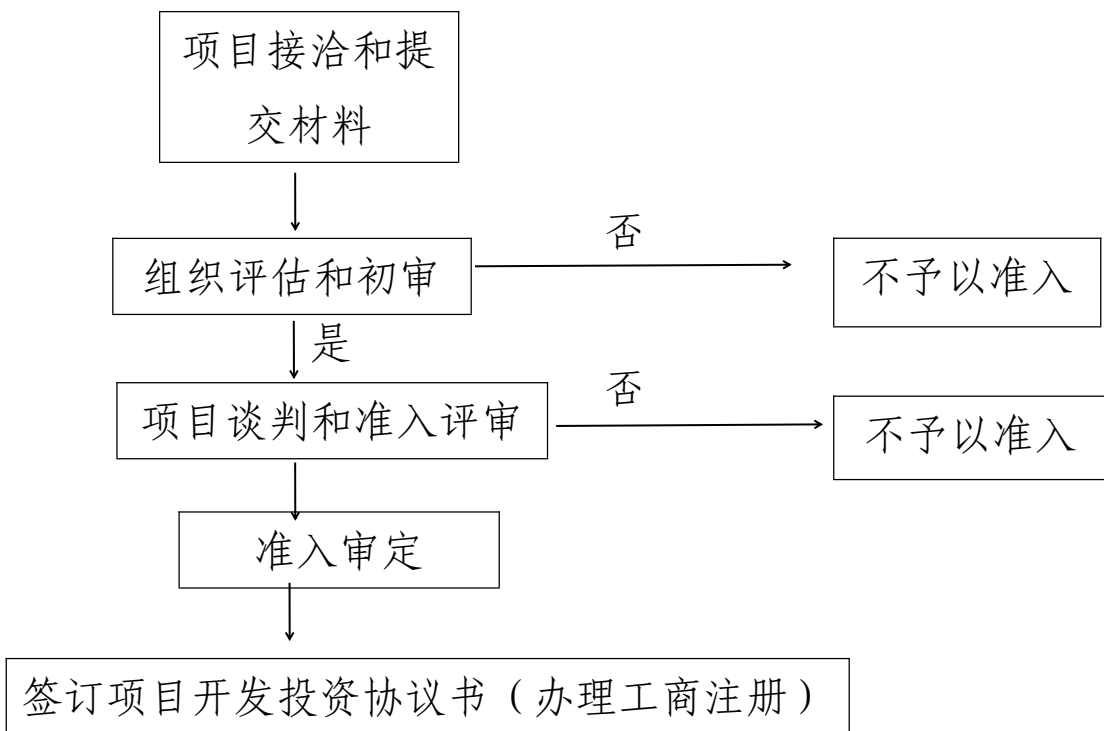 项目接洽和提
交材料
否
组织评估和初审
不予以准入
是
否
项目谈判和准入评审
不予以准入
准入审定
签订项目开发投资协议书（办理工商注册）